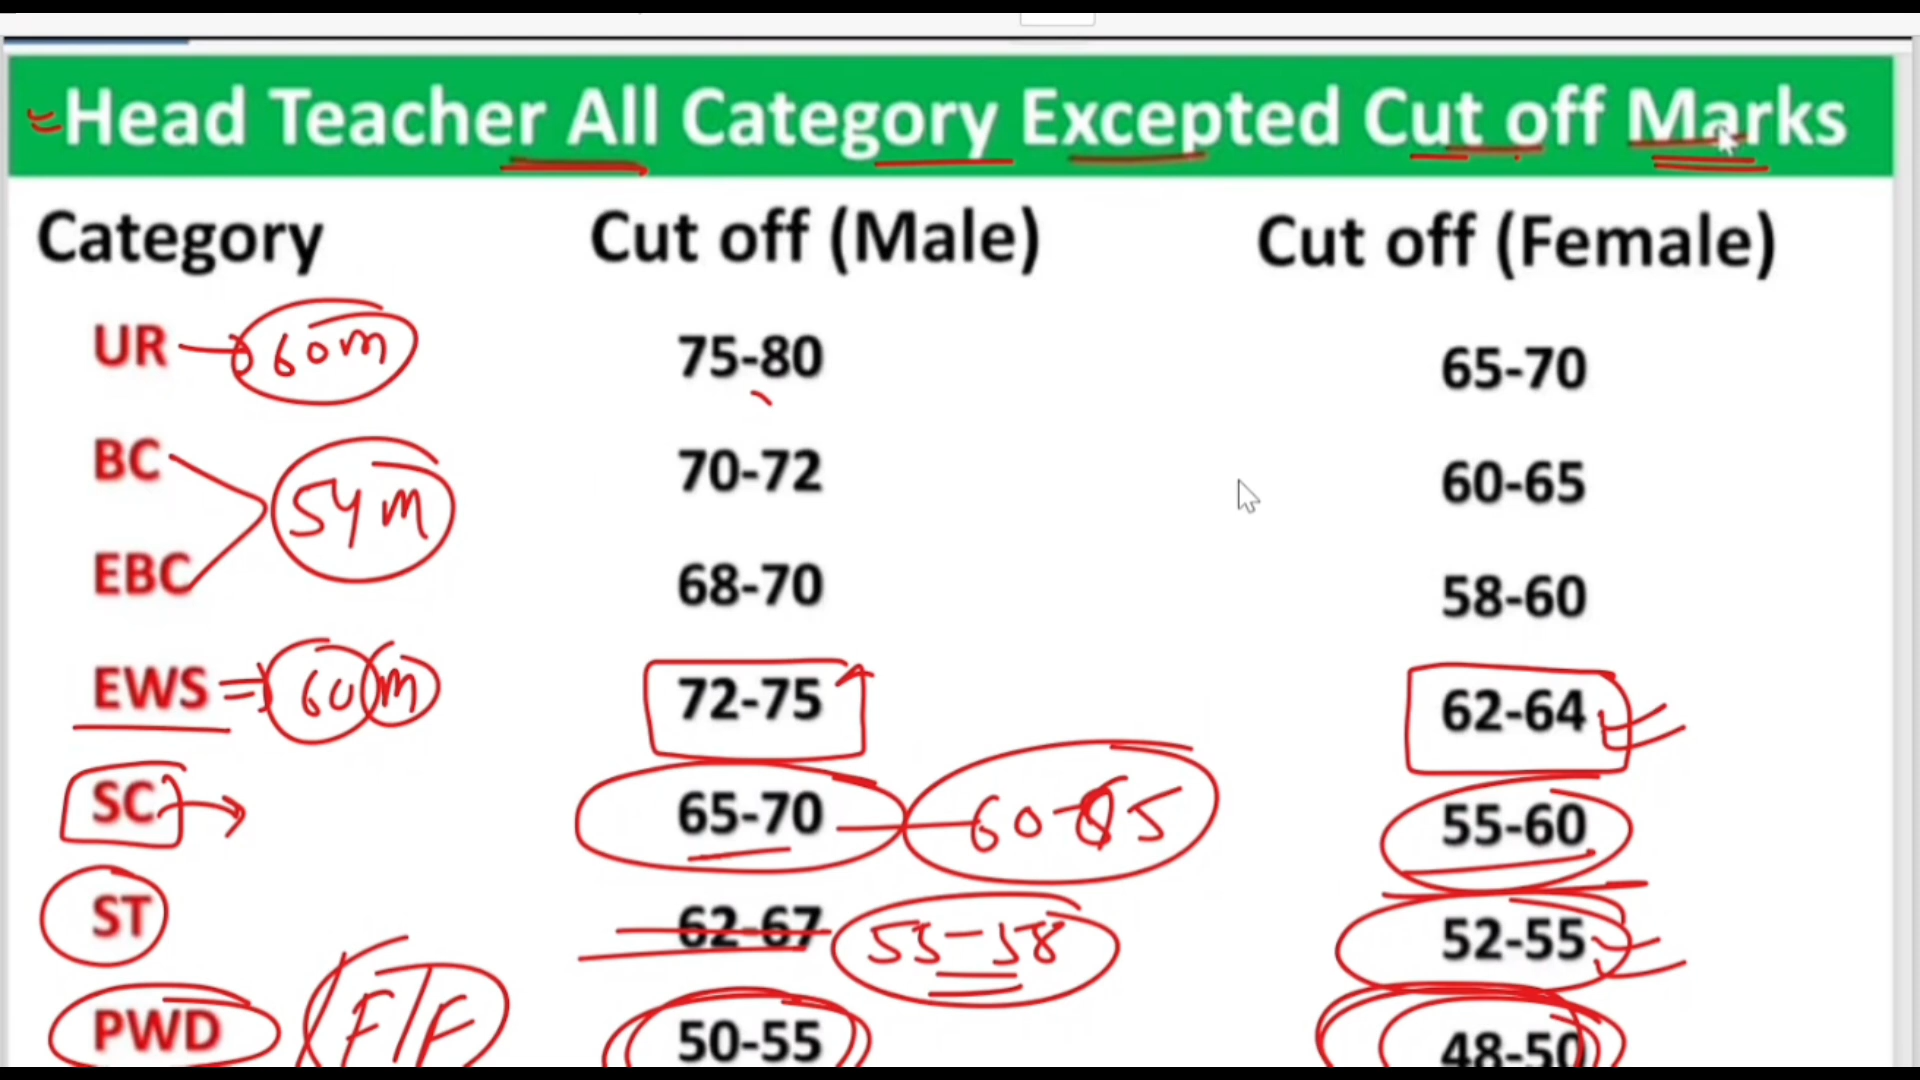 Head Teacher All Category Excepted Cut off Marks
Category Cut off (Male) Cut off (Female)
UR 60m 75-80 65-70
BC 70-72 60-65
54m
EBC 68-70 58-60
EWS 60m 72-75 62-64
SC 65-70 60-65 55-60
ST 62-67 55-58 52-55
PWD F/F 50-55 48-50